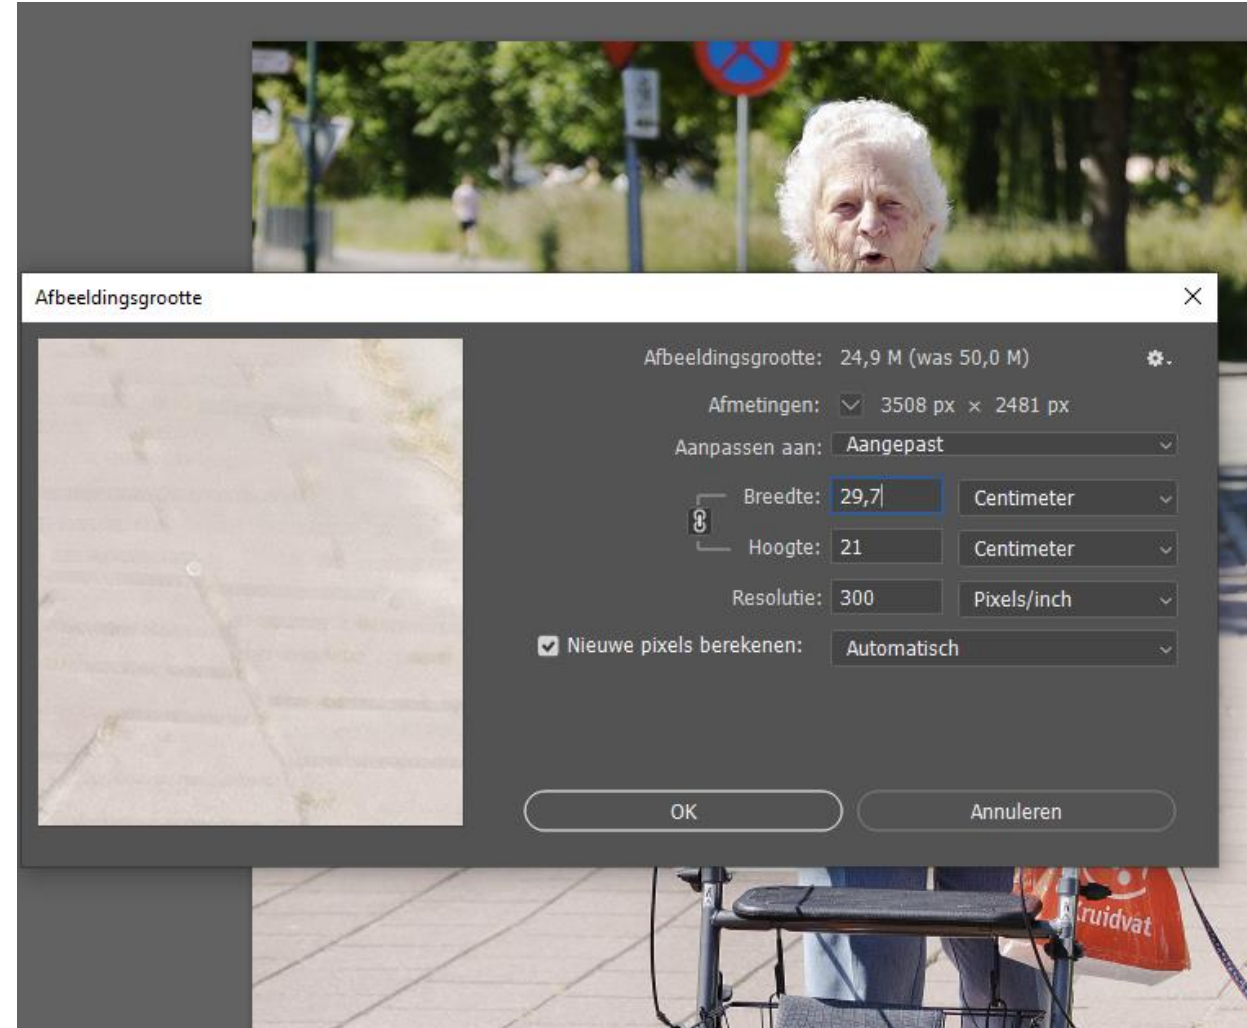 Afbeeldingsgrootte
Afbeeldingsgrootte: 24,9 M (was 50,0 M)
Afmetingen: 3508 px × 2481 px
Aanpassen aan: Aangepast
Breedte: 29,7 Centimeter
Hoogte: 21 Centimeter
Resolutie: 300 Pixels/inch
Nieuwe pixels berekenen: Automatisch
OK Annuleren
Kruidvat